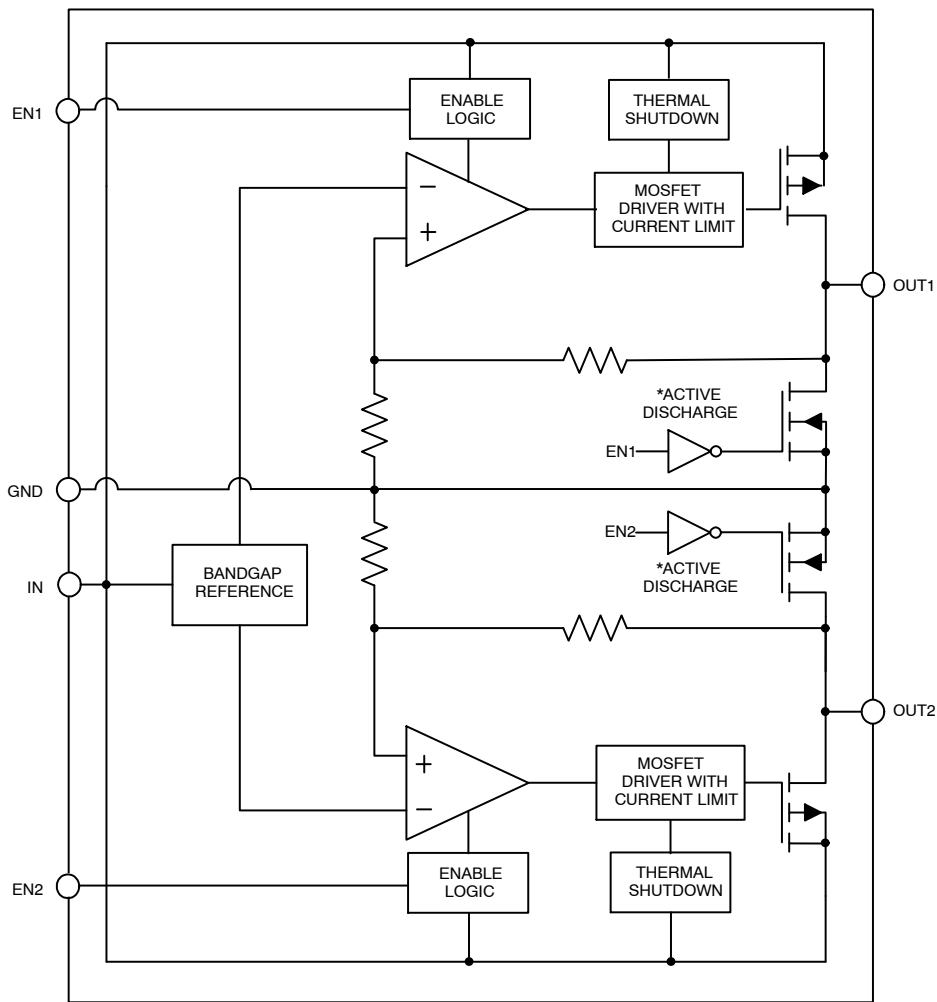 EN1
ENABLE
LOGIC
THERMAL
SHUTDOWN
−
+
MOSFET
DRIVER WITH
CURRENT LIMIT
OUT1
*ACTIVE
DISCHARGE
EN1
GND
EN2
*ACTIVE
DISCHARGE
IN
BANDGAP
REFERENCE
OUT2
+
−
MOSFET
DRIVER WITH
CURRENT LIMIT
EN2
ENABLE
LOGIC
THERMAL
SHUTDOWN